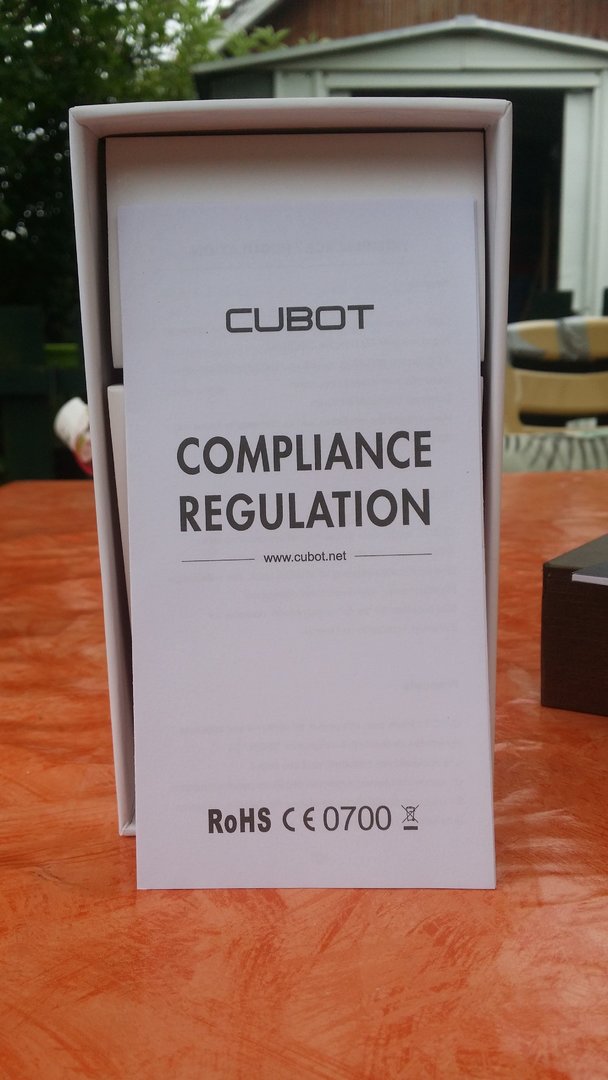 CUBOT
COMPLIANCE
REGULATION
www.cubot.net
RoHS CE 0700